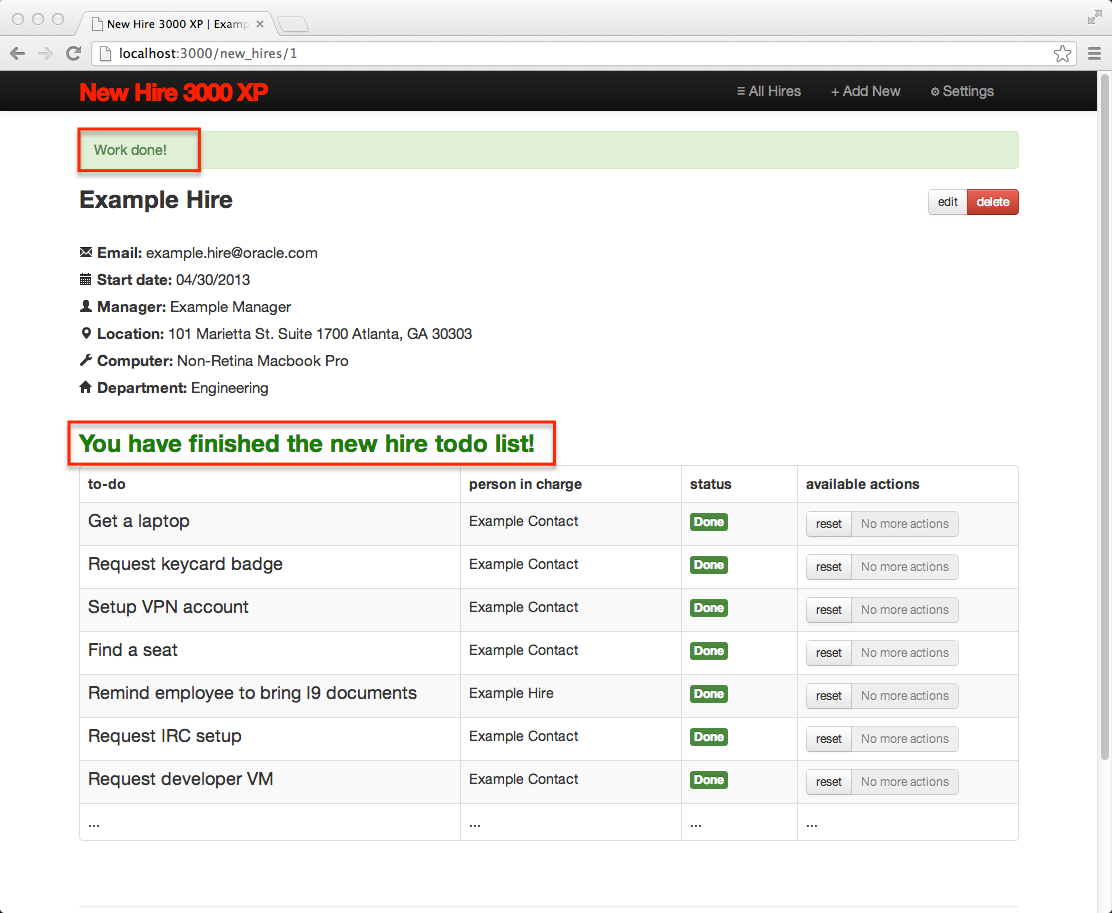 New Hire 3000 XP | Examp
localhost:3000/new_hires/1
New Hire 3000 XP ≡ All Hires + Add New ⚙ Settings
Work done!
Example Hire edit delete
Email: example.hire@oracle.com
Start date: 04/30/2013
Manager: Example Manager
Location: 101 Marietta St. Suite 1700 Atlanta, GA 30303
Computer: Non-Retina Macbook Pro
Department: Engineering
You have finished the new hire todo list!
to-do person in charge status available actions
Get a laptop Example Contact Done reset No more actions
Request keycard badge Example Contact Done reset No more actions
Setup VPN account Example Contact Done reset No more actions
Find a seat Example Contact Done reset No more actions
Remind employee to bring I9 documents Example Hire Done reset No more actions
Request IRC setup Example Contact Done reset No more actions
Request developer VM Example Contact Done reset No more actions
... ... ... ...